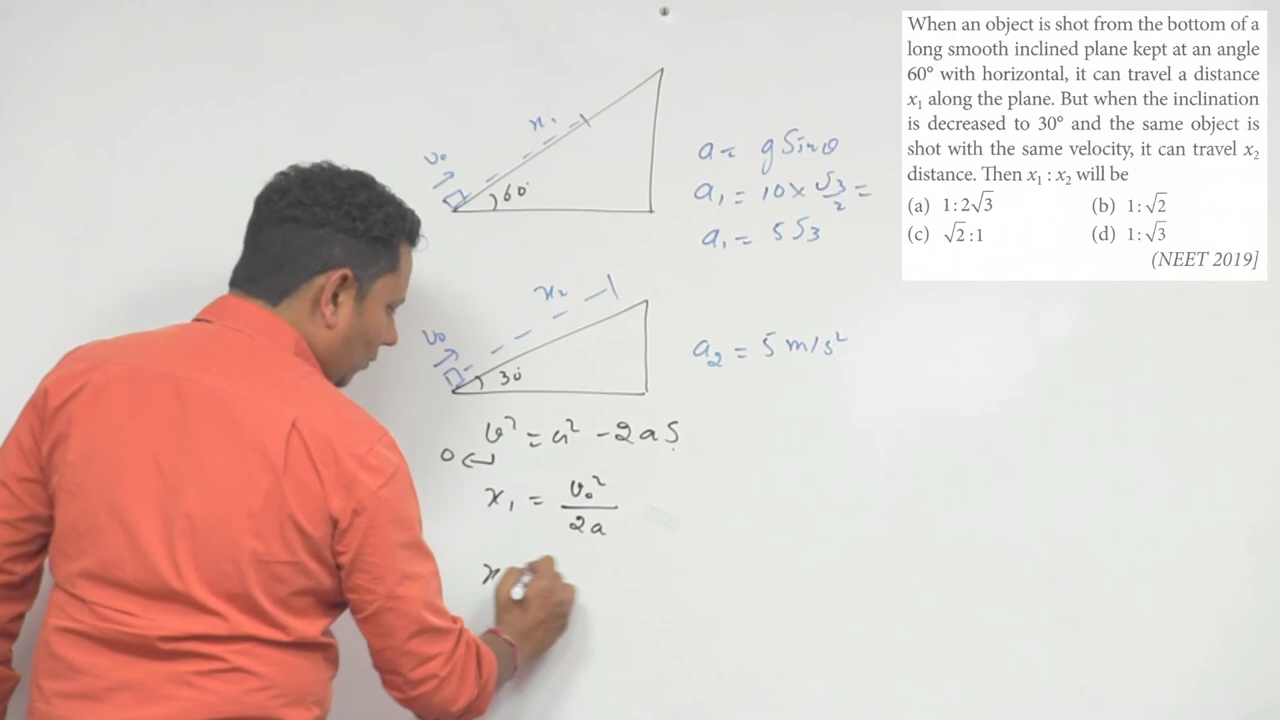 When an object is shot from the bottom of a
long smooth inclined plane kept at an angle
60° with horizontal, it can travel a distance
x₁ along the plane. But when the inclination
is decreased to 30° and the same object is
shot with the same velocity, it can travel x₂
distance. Then x₁ : x₂ will be
(a) 1:2√3 (b) 1:√2
(c) √2:1 (d) 1:√3
(NEET 2019]
x₁
v₀
60°
a = g Sinθ
a₁ = 10 × √3/2 =
a₁ = 5√3
x₂
v₀
30°
a₂ = 5 m/s²
v² = u² - 2aS
0
x₁ = v₀²/2a
x